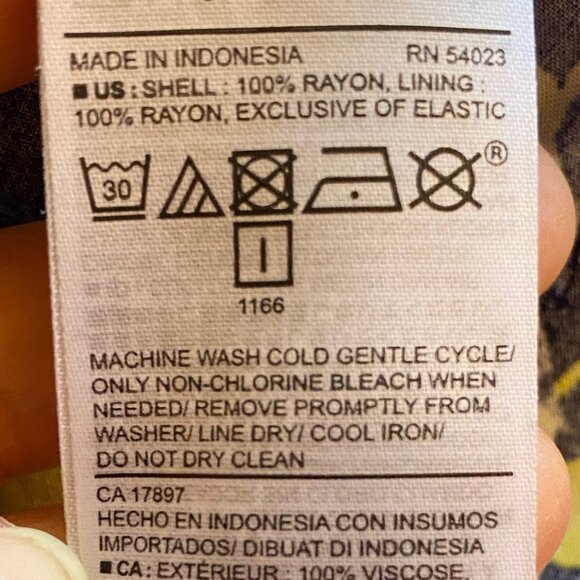 MADE IN INDONESIA RN 54023
■ US : SHELL : 100% RAYON, LINING :
100% RAYON, EXCLUSIVE OF ELASTIC
30
®
1166
MACHINE WASH COLD GENTLE CYCLE/
ONLY NON-CHLORINE BLEACH WHEN
NEEDED/ REMOVE PROMPTLY FROM
WASHER/ LINE DRY/ COOL IRON/
DO NOT DRY CLEAN
CA 17897
HECHO EN INDONESIA CON INSUMOS
IMPORTADOS/ DIBUAT DI INDONESIA
■ CA : EXTÉRIEUR : 100% VISCOSE